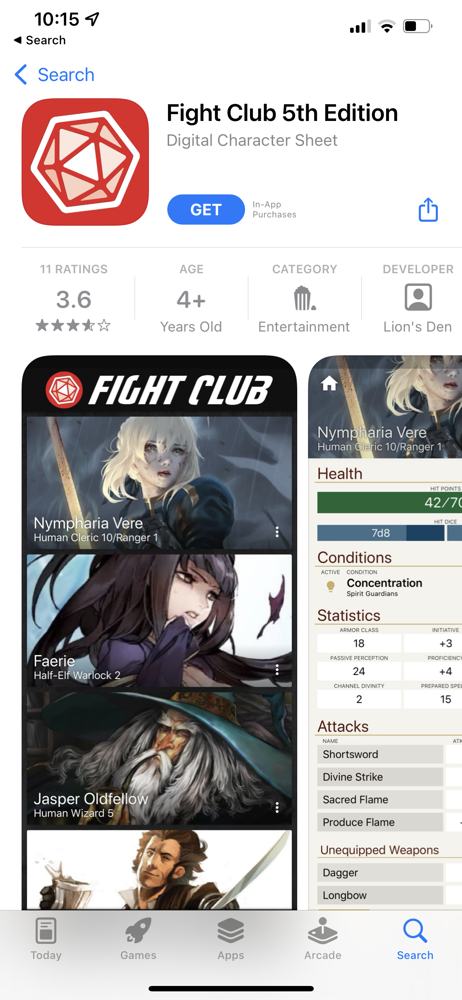 10:15
◀ Search
Search
Fight Club 5th Edition
Digital Character Sheet
GET
In-App
Purchases
11 RATINGS
3.6
AGE
4+
Years Old
CATEGORY
Entertainment
DEVELOPER
Lion's Den
FIGHT CLUB
Nympharia Vere
Human Cleric 10/Ranger 1
Faerie
Half-Elf Warlock 2
Jasper Oldfellow
Human Wizard 5
Nympharia Vere
Human Cleric 10/Ranger 1
Health
HIT POINTS
42/70
HIT DICE
7d8
Conditions
ACTIVE CONDITION
Concentration
Spirit Guardians
Statistics
ARMOR CLASS INITIATIVE
18 +3
PASSIVE PERCEPTION PROFICIENCY
24 +4
CHANNEL DIVINITY PREPARED SPEL
2 15
Attacks
NAME ATK
Shortsword
Divine Strike
Sacred Flame
Produce Flame
Unequipped Weapons
Dagger
Longbow
Today Games Apps Arcade Search